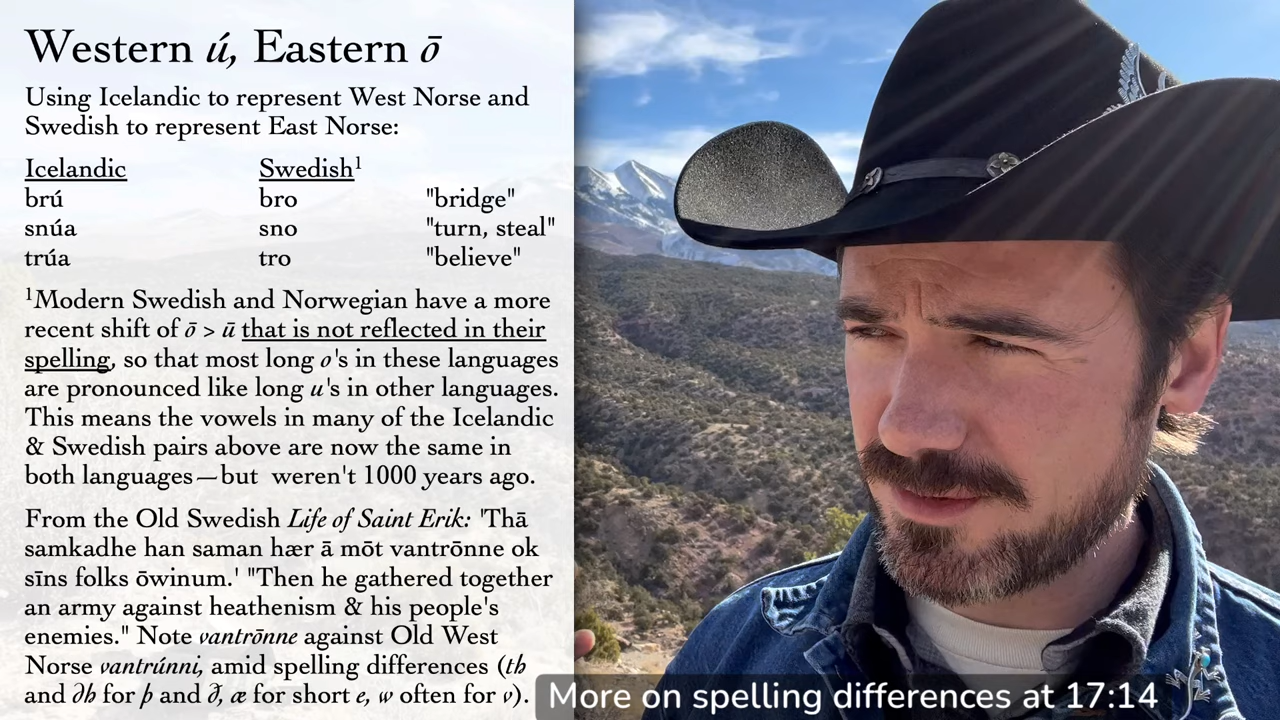 Western ú, Eastern ō
Using Icelandic to represent West Norse and
Swedish to represent East Norse:
Icelandic Swedish¹
brú bro "bridge"
snúa sno "turn, steal"
trúa tro "believe"
¹Modern Swedish and Norwegian have a more
recent shift of ō > ū that is not reflected in their
spelling, so that most long o's in these languages
are pronounced like long u's in other languages.
This means the vowels in many of the Icelandic
& Swedish pairs above are now the same in
both languages—but weren't 1000 years ago.
From the Old Swedish Life of Saint Erik: 'Thā
samkadhe han saman hær ā mōt vantrōnne ok
sīns folks ōwinum.' "Then he gathered together
an army against heathenism & his people's
enemies." Note vantrōnne against Old West
Norse vantrúnni, amid spelling differences (th
and ∂h for þ and ð, æ for short e, w often for v).
More on spelling differences at 17:14